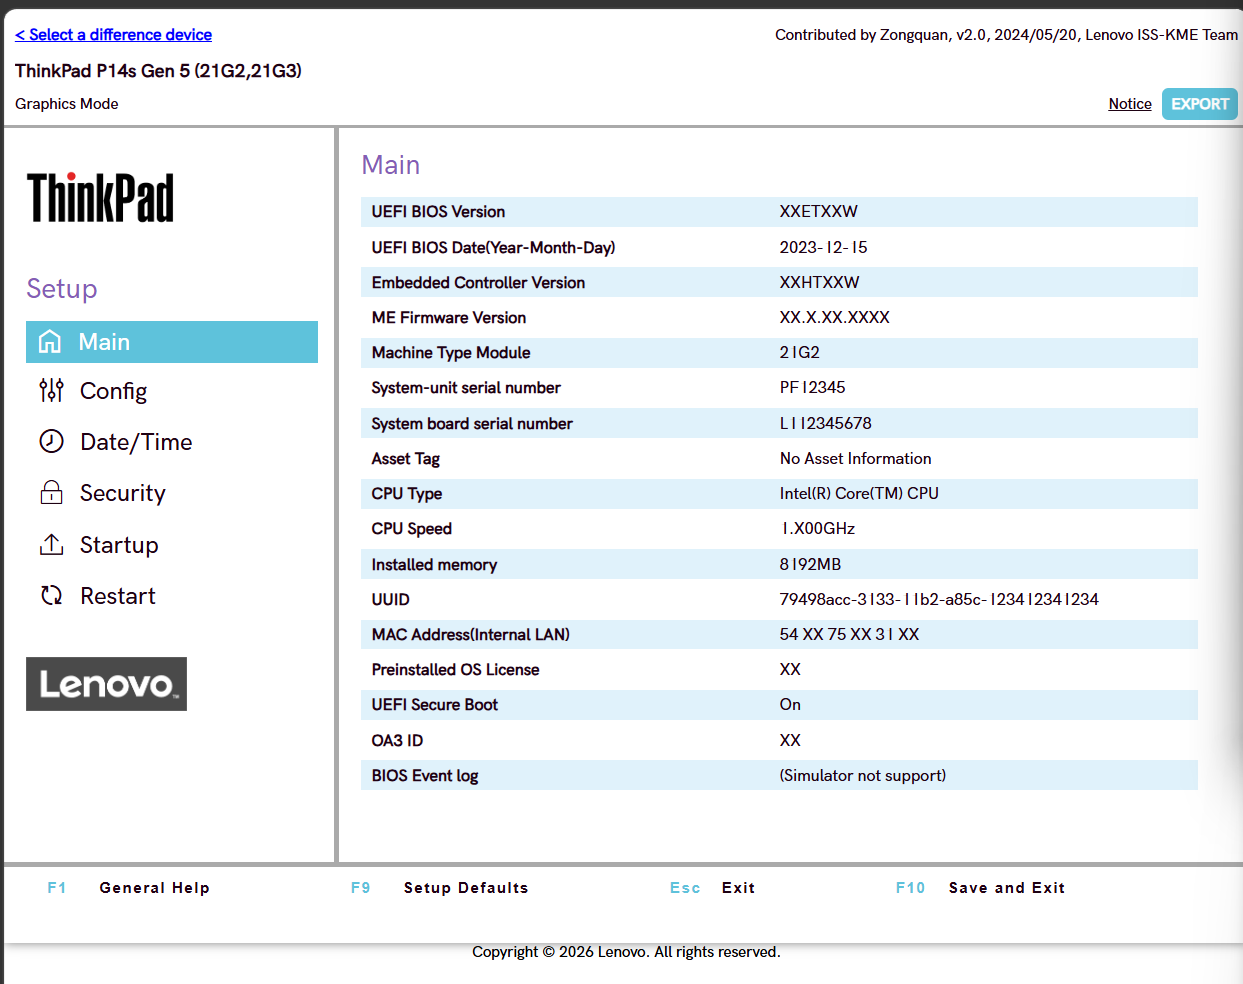 < Select a difference device
Contributed by Zongquan, v2.0, 2024/05/20, Lenovo ISS-KME Team
ThinkPad P14s Gen 5 (21G2,21G3)
Graphics Mode
Notice
EXPORT
ThinkPad
Setup
Main
Config
Date/Time
Security
Startup
Restart
Lenovo™
Main
UEFI BIOS Version XXETXXW
UEFI BIOS Date(Year-Month-Day) 2023-12-15
Embedded Controller Version XXHTXXW
ME Firmware Version XX.X.XX.XXXX
Machine Type Module 21G2
System-unit serial number PF12345
System board serial number L112345678
Asset Tag No Asset Information
CPU Type Intel(R) Core(TM) CPU
CPU Speed 1.X00GHz
Installed memory 8192MB
UUID 79498acc-3133-11b2-a85c-123412341234
MAC Address(Internal LAN) 54 XX 75 XX 31 XX
Preinstalled OS License XX
UEFI Secure Boot On
OA3 ID XX
BIOS Event log (Simulator not support)
F1 General Help F9 Setup Defaults Esc Exit F10 Save and Exit
Copyright © 2026 Lenovo. All rights reserved.